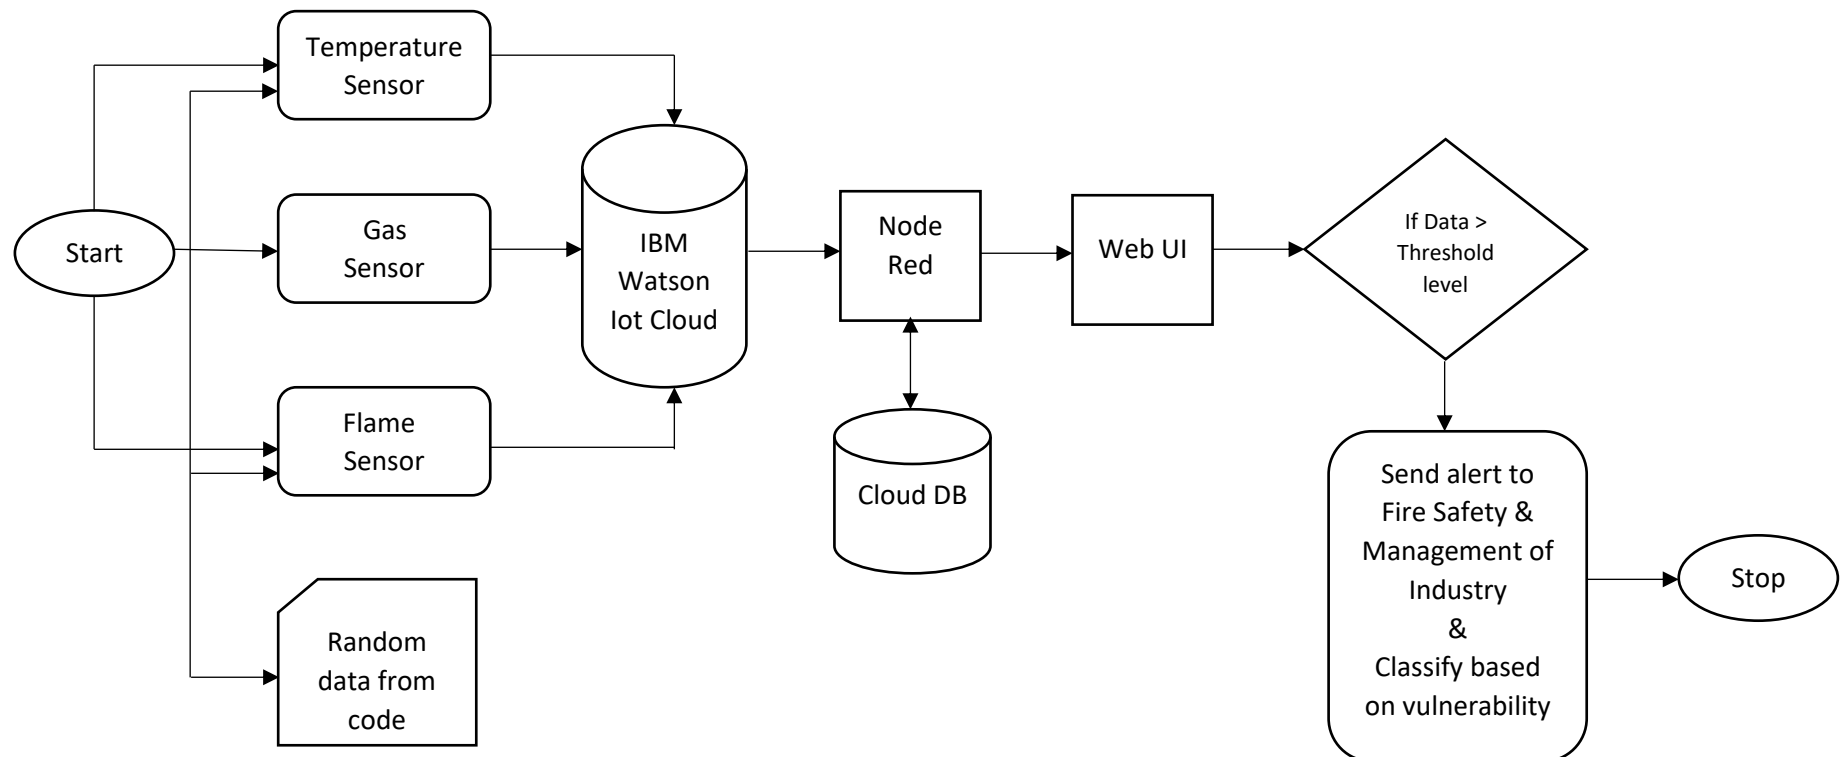 Temperature
Sensor
Start
Gas
Sensor
Flame
Sensor
Random
data from
code
IBM
Watson
Iot Cloud
Node
Red
Cloud DB
Web UI
If Data >
Threshold
level
Send alert to
Fire Safety &
Management of
Industry
&
Classify based
on vulnerability
Stop